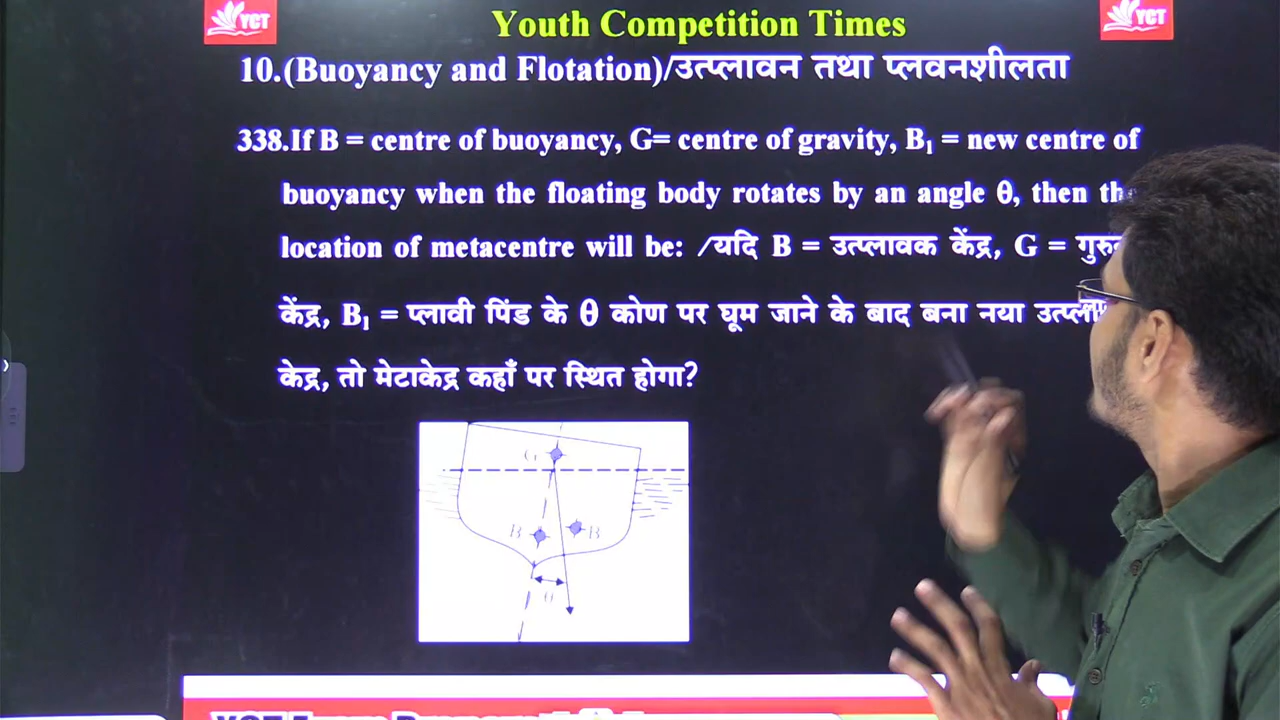 YCT
Youth Competition Times
YCT
10.(Buoyancy and Flotation)/उत्प्लावन तथा प्लवनशीलता
338.If B = centre of buoyancy, G= centre of gravity, B₁ = new centre of
buoyancy when the floating body rotates by an angle θ, then
location of metacentre will be: /यदि B = उत्प्लावक केंद्र, G =
केंद्र, B₁ = प्लावी पिंड के θ कोण पर घूम जाने के बाद बना नया
केद्र, तो मेटाकेद्र कहाँ पर स्थित होगा?
G
B B
θ